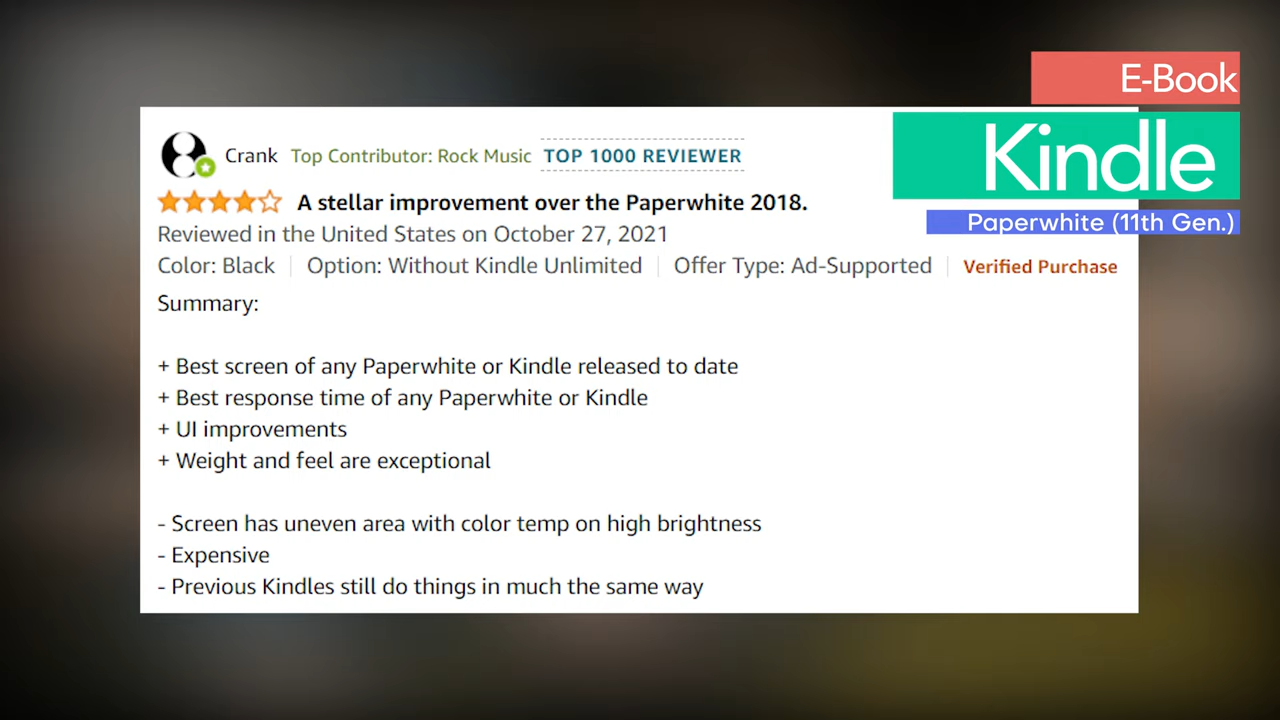 E-Book
Kindle
Paperwhite (11th Gen.)
Crank Top Contributor: Rock Music TOP 1000 REVIEWER
A stellar improvement over the Paperwhite 2018.
Reviewed in the United States on October 27, 2021
Color: Black | Option: Without Kindle Unlimited | Offer Type: Ad-Supported | Verified Purchase
Summary:
+ Best screen of any Paperwhite or Kindle released to date
+ Best response time of any Paperwhite or Kindle
+ UI improvements
+ Weight and feel are exceptional
- Screen has uneven area with color temp on high brightness
- Expensive
- Previous Kindles still do things in much the same way